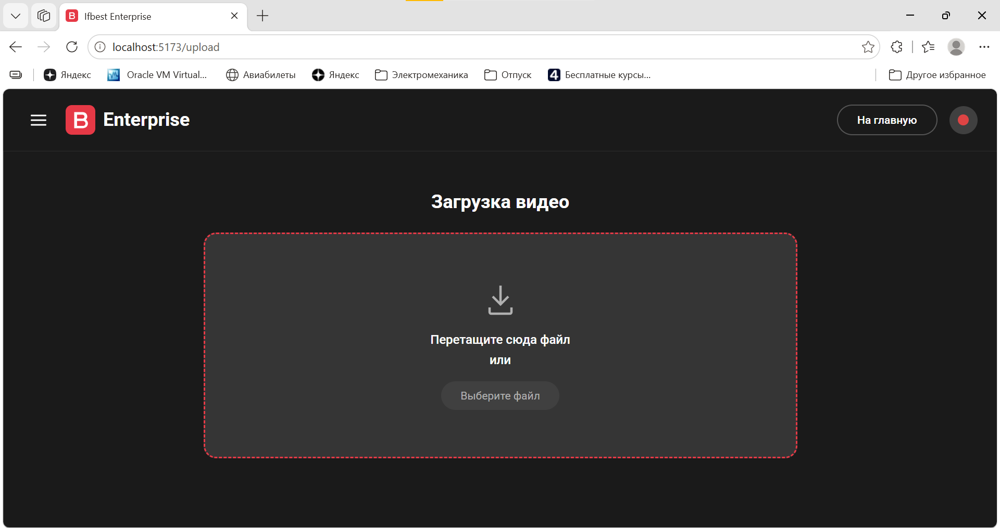 B Ifbest Enterprise
localhost:5173/upload
Яндекс Oracle VM Virtual... Авиабилеты Яндекс Электромеханика Отпуск 4 Бесплатные курсы... Другое избранное
B Enterprise На главную
Загрузка видео
Перетащите сюда файл
или
Выберите файл